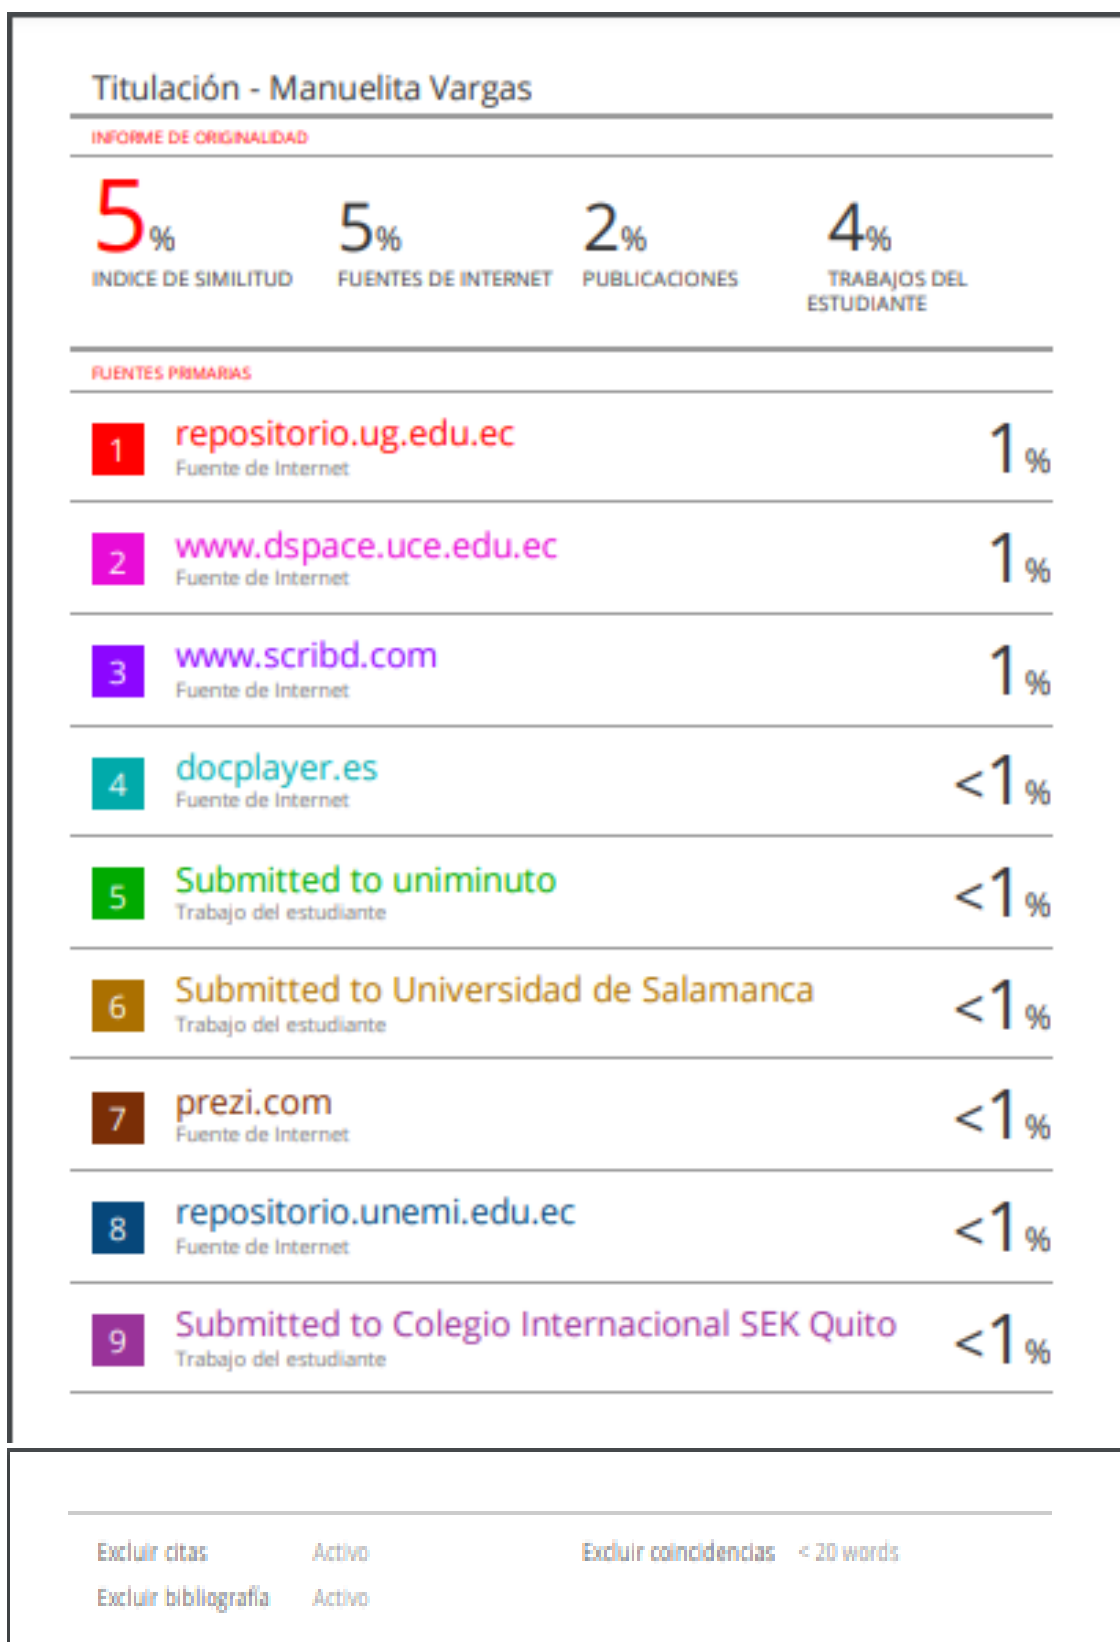 Titulación - Manuelita Vargas
INFORME DE ORIGINALIDAD
5% 5% 2% 4%
INDICE DE SIMILITUD FUENTES DE INTERNET PUBLICACIONES TRABAJOS DEL
ESTUDIANTE
FUENTES PRIMARIAS
1 repositorio.ug.edu.ec 1%
Fuente de Internet
2 www.dspace.uce.edu.ec 1%
Fuente de Internet
3 www.scribd.com 1%
Fuente de Internet
4 docplayer.es <1%
Fuente de Internet
5 Submitted to uniminuto <1%
Trabajo del estudiante
6 Submitted to Universidad de Salamanca <1%
Trabajo del estudiante
7 prezi.com <1%
Fuente de Internet
8 repositorio.unemi.edu.ec <1%
Fuente de Internet
9 Submitted to Colegio Internacional SEK Quito <1%
Trabajo del estudiante
Excluir citas Activo Excluir coincidencias < 20 words
Excluir bibliografía Activo